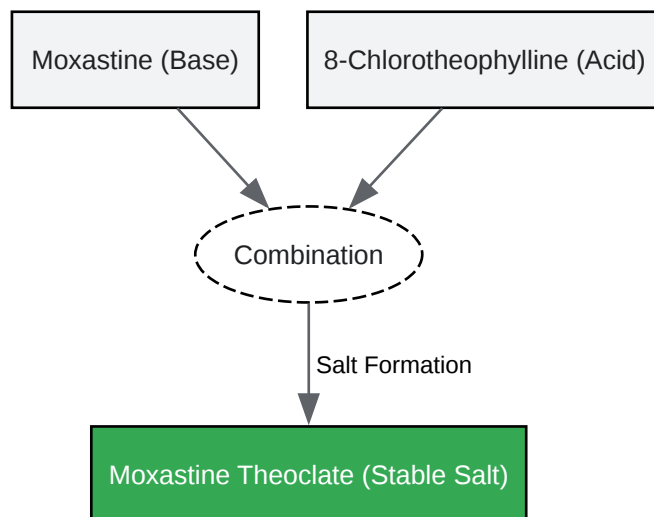 Moxastine (Base)
8-Chlorotheophylline (Acid)
Combination
Salt Formation
Moxastine Theoclate (Stable Salt)